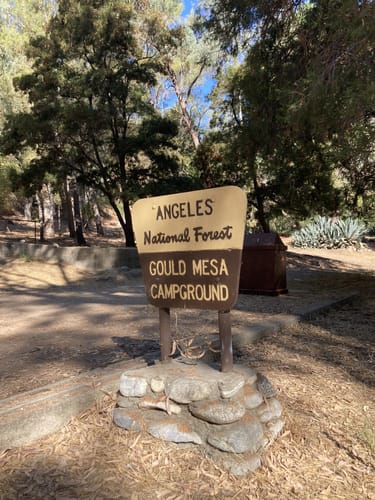 ANGELES
National Forest
GOULD MESA
CAMPGROUND